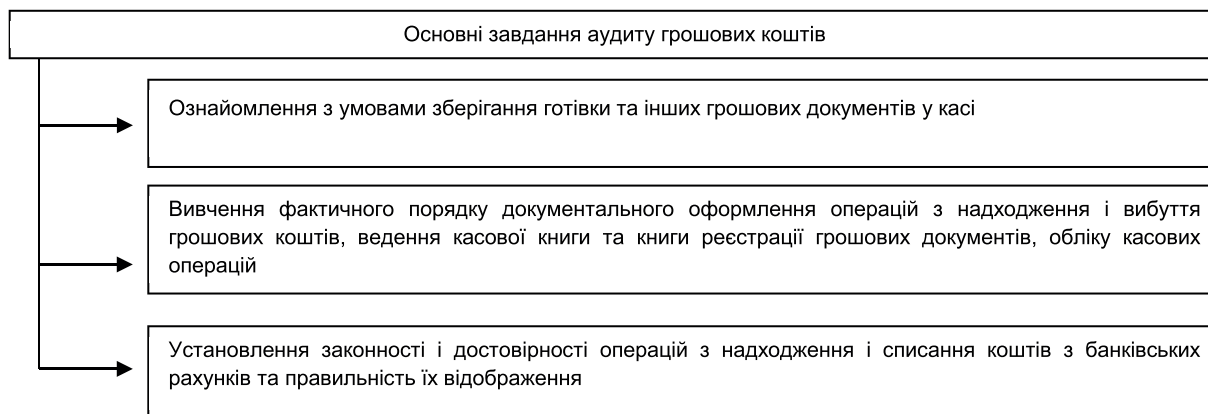 Основні завдання аудиту грошових коштів
Ознайомлення з умовами зберігання готівки та інших грошових документів у касі
Вивчення фактичного порядку документального оформлення операцій з надходження і вибуття
грошових коштів, ведення касової книги та книги реєстрації грошових документів, обліку касових
операцій
Установлення законності і достовірності операцій з надходження і списання коштів з банківських
рахунків та правильність їх відображення